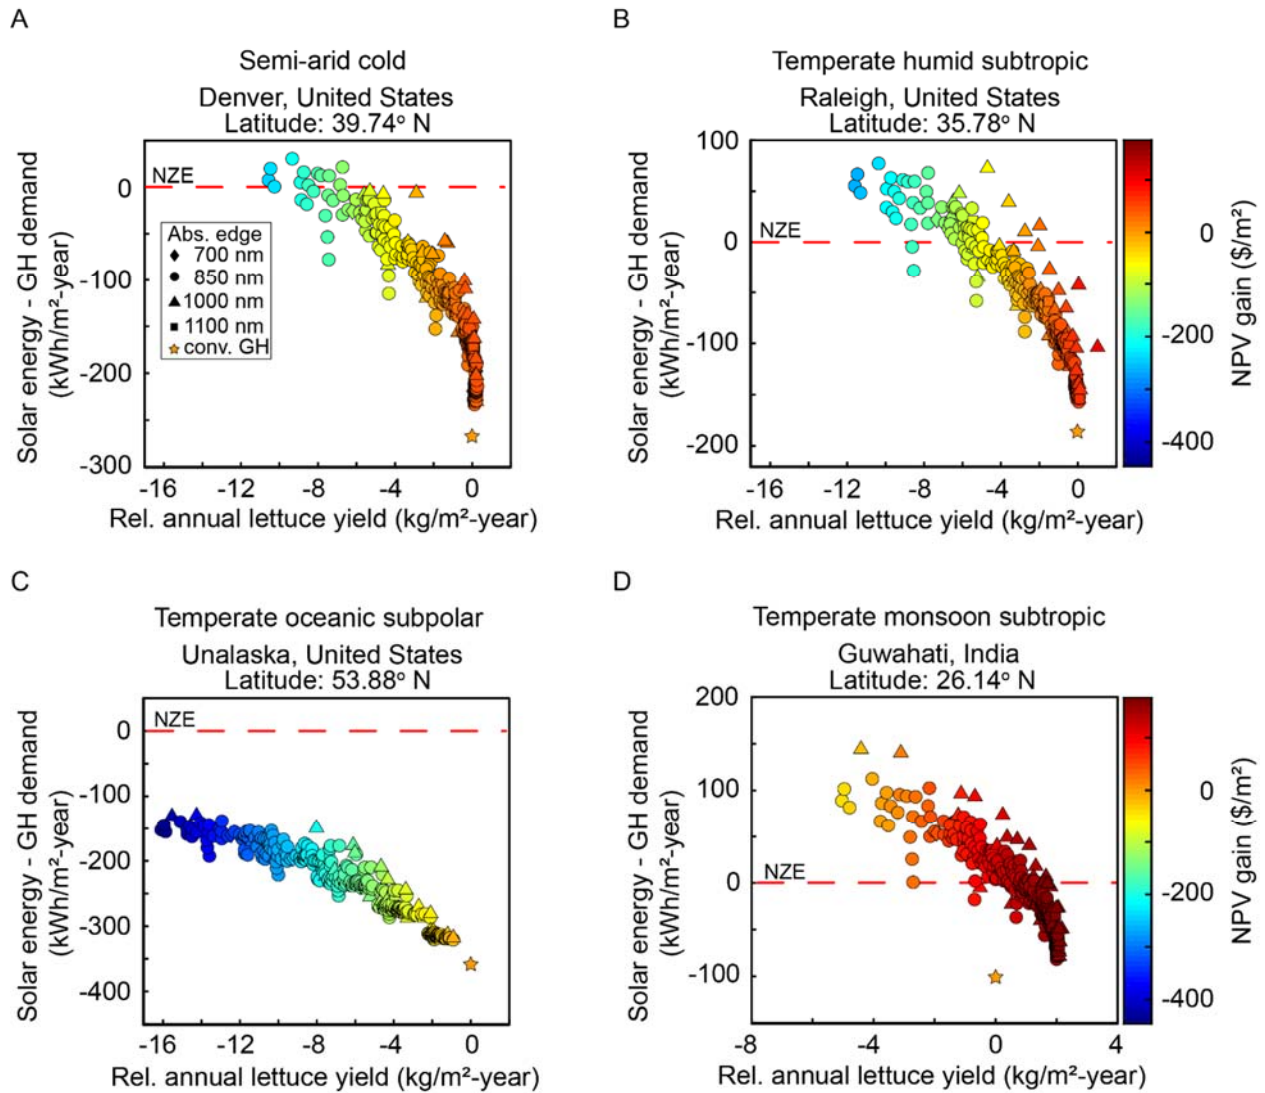 A
Semi-arid cold
Denver, United States
Latitude: 39.74° N
Solar energy - GH demand
(kWh/m²-year)
0
-100
-200
-300
NZE
Abs. edge
700 nm
850 nm
1000 nm
1100 nm
conv. GH
-16 -12 -8 -4 0
Rel. annual lettuce yield (kg/m²-year)
B
Temperate humid subtropic
Raleigh, United States
Latitude: 35.78° N
Solar energy - GH demand
(kWh/m²-year)
100
0
-100
-200
NZE
-16 -12 -8 -4 0
Rel. annual lettuce yield (kg/m²-year)
0
-200
-400
NPV gain ($/m²)
C
Temperate oceanic subpolar
Unalaska, United States
Latitude: 53.88° N
Solar energy - GH demand
(kWh/m²-year)
0
-100
-200
-300
-400
NZE
-16 -12 -8 -4 0
Rel. annual lettuce yield (kg/m²-year)
D
Temperate monsoon subtropic
Guwahati, India
Latitude: 26.14° N
Solar energy - GH demand
(kWh/m²-year)
200
100
0
-100
NZE
-8 -4 0 4
Rel. annual lettuce yield (kg/m²-year)
0
-200
-400
NPV gain ($/m²)